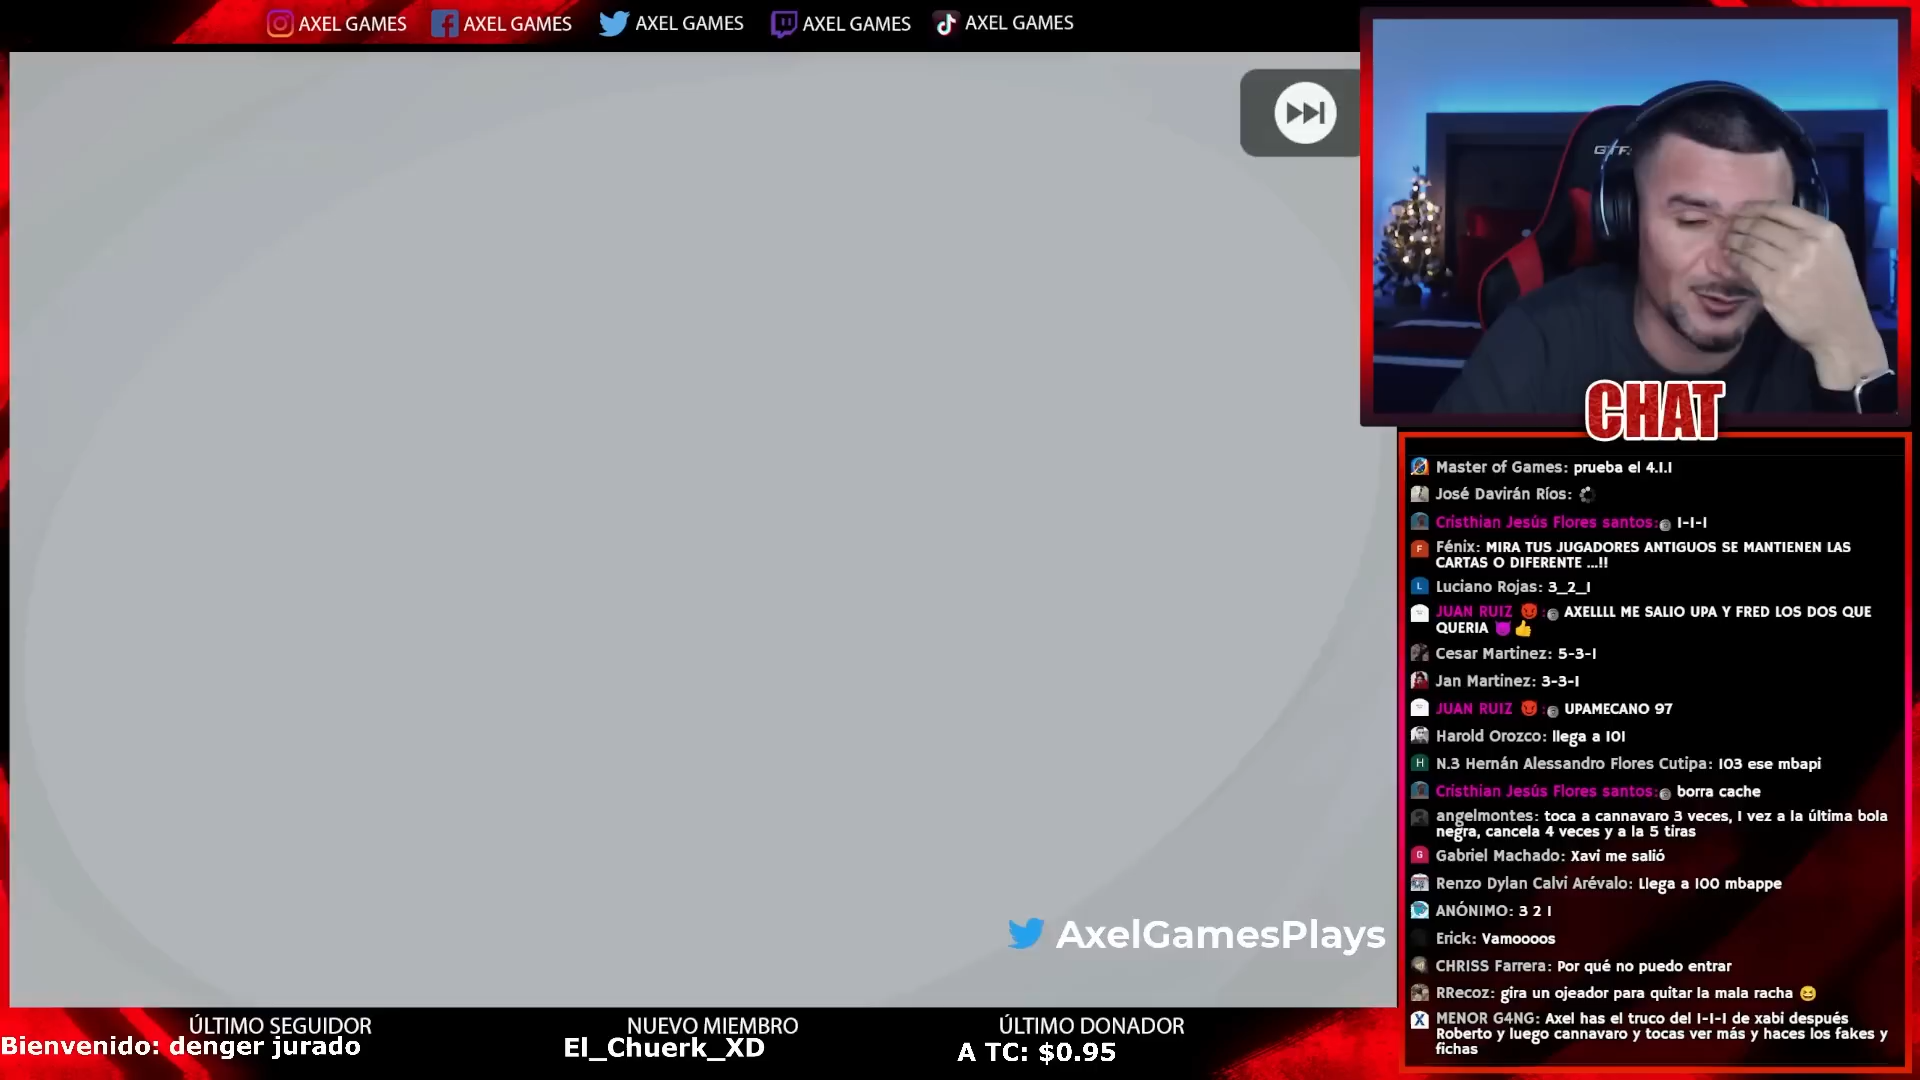 AXEL GAMES AXEL GAMES AXEL GAMES AXEL GAMES AXEL GAMES
GTR
CHAT
Master of Games: prueba el 4.1.1
José Davirán Ríos:
Cristhian Jesús Flores santos: 1-1-1
Fénix: MIRA TUS JUGADORES ANTIGUOS SE MANTIENEN LAS
CARTAS O DIFERENTE ...!!
Luciano Rojas: 3_2_1
JUAN RUIZ 😈: AXELLLL ME SALIO UPA Y FRED LOS DOS QUE
QUERIA 😈👍
Cesar Martinez: 5-3-1
Jan Martinez: 3-3-1
JUAN RUIZ 😈: UPAMECANO 97
Harold Orozco: llega a 101
N.3 Hernán Alessandro Flores Cutipa: 103 ese mbapi
Cristhian Jesús Flores santos: borra cache
angelmontes: toca a cannavaro 3 veces, 1 vez a la última bola
negra, cancela 4 veces y a la 5 tiras
Gabriel Machado: Xavi me salió
Renzo Dylan Calvi Arévalo: Llega a 100 mbappe
ANÓNIMO: 3 2 1
Erick: Vamoooos
CHRISS Farrera: Por qué no puedo entrar
RRecoz: gira un ojeador para quitar la mala racha 😆
MENOR G4NG: Axel has el truco del 1-1-1 de xabi después
Roberto y luego cannavaro y tocas ver más y haces los fakes y
fichas
AxelGamesPlays
ÚLTIMO SEGUIDOR NUEVO MIEMBRO ÚLTIMO DONADOR
Bienvenido: denger jurado El_Chuerk_XD A TC: $0.95